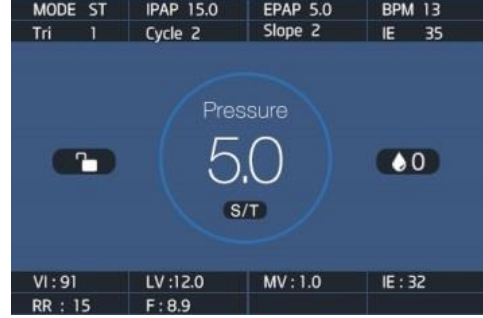 MODE ST IPAP 15.0 EPAP 5.0 BPM 13
Tri 1 Cycle 2 Slope 2 IE 35
Pressure
5.0
0
S/T
VI : 91 LV :12.0 MV : 1.0 IE : 32
RR : 15 F : 8.9